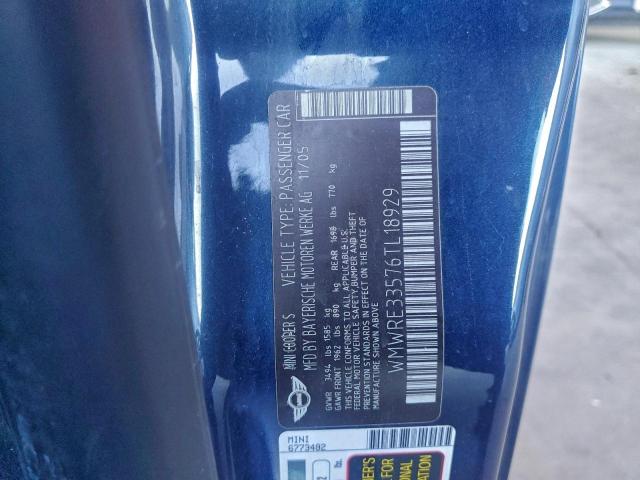 MINI COOPER S VEHICLE TYPE: PASSENGER CAR
MFD BY BAYERISCHE MOTOREN WERKE AG 11/05
GVWR 3494 lbs 1585 kg
GAWR FRONT 1962 lbs 890 kg REAR 1698 lbs 770 kg
THIS VEHICLE CONFORMS TO ALL APPLICABLE U.S.
FEDERAL MOTOR VEHICLE SAFETY, BUMPER AND THEFT
PREVENTION STANDARDS IN EFFECT ON THE DATE OF
MANUFACTURE SHOWN ABOVE.
WMWRE33576TL18929
MINI
6773402
FOR